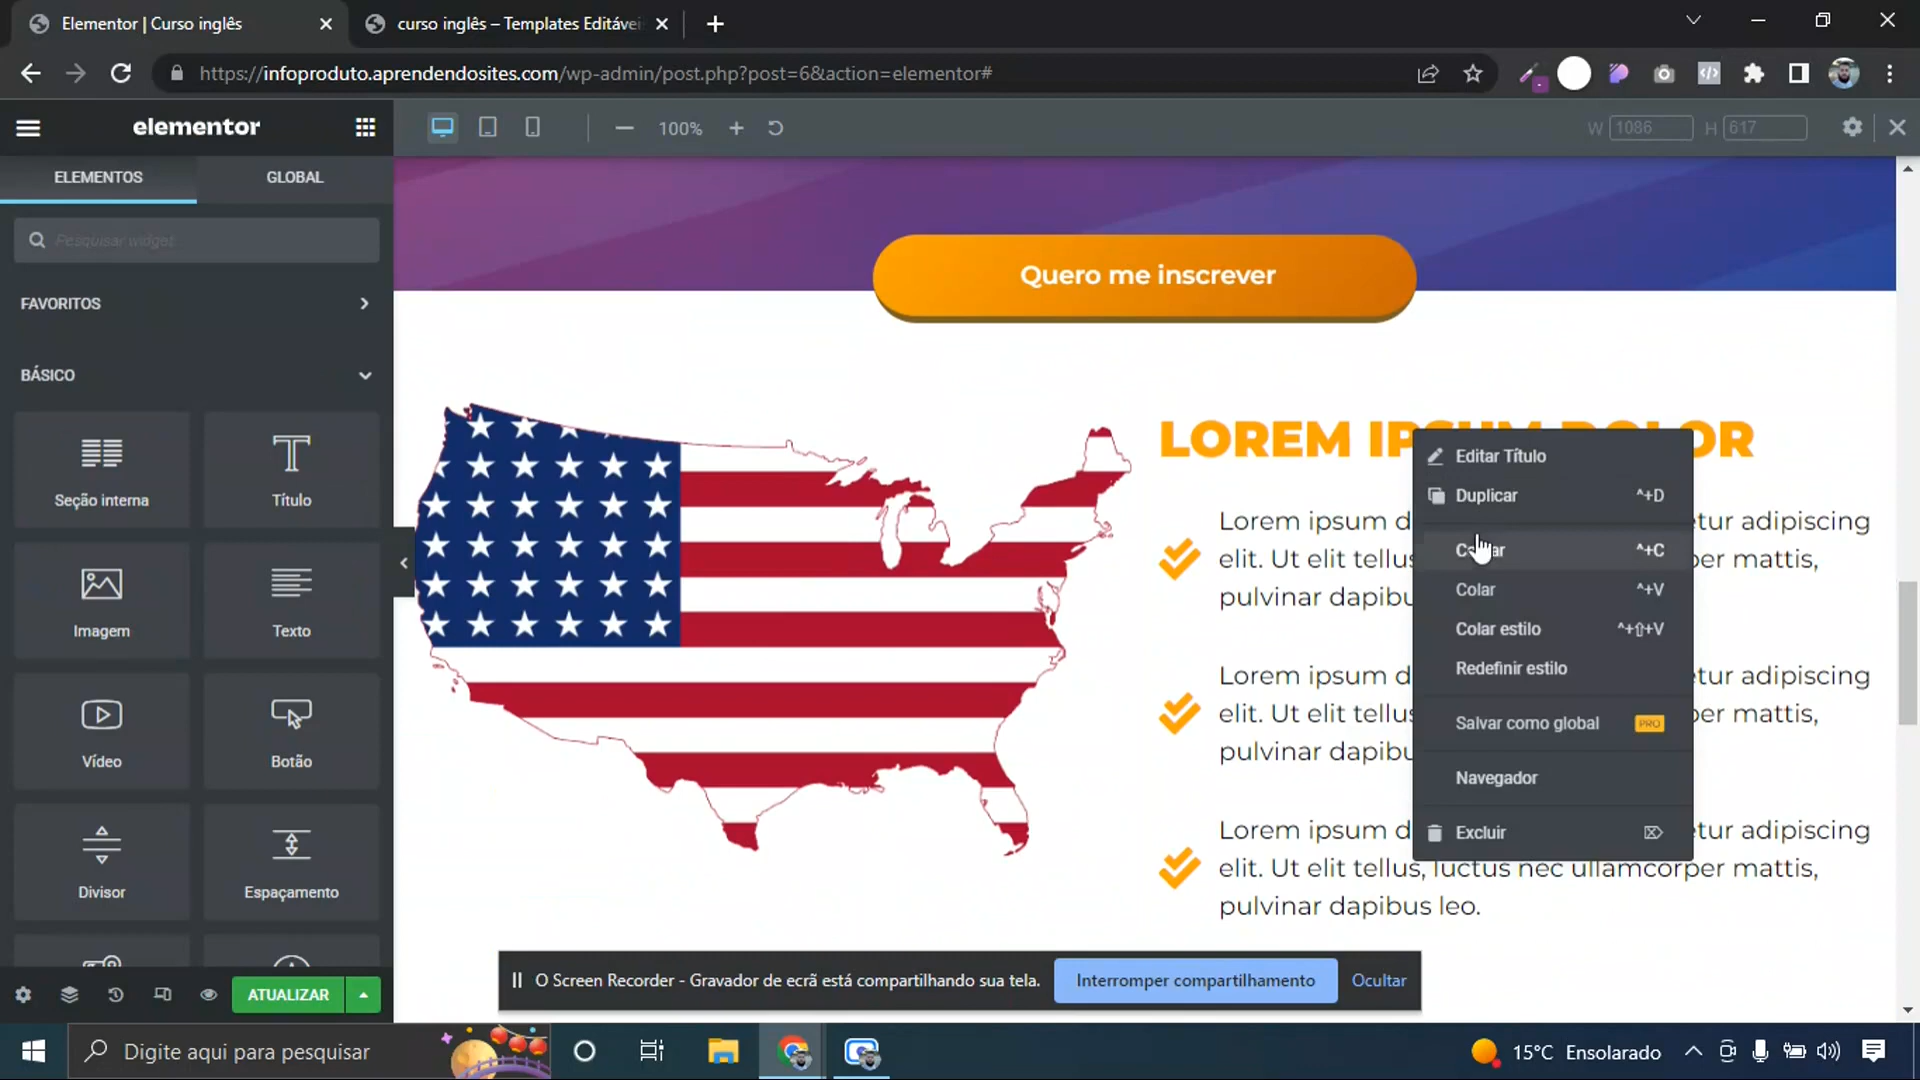 Elementor | Curso inglês
curso inglês – Templates Editávei
https://infoproduto.aprendendosites.com/wp-admin/post.php?post=6&action=elementor#
elementor
100%
W 1086 H 617
ELEMENTOS
GLOBAL
Pesquisar widget
FAVORITOS
BÁSICO
Seção interna
Título
Imagem
Texto
Vídeo
Botão
Divisor
Espaçamento
ATUALIZAR
Quero me inscrever
LOREM IPSUM DOLOR
Lorem ipsum d
tur adipiscing
elit. Ut elit tellus
er mattis,
pulvinar dapibu
Lorem ipsum d
tur adipiscing
elit. Ut elit tellus
er mattis,
pulvinar dapibu
Lorem ipsum d
tur adipiscing
elit. Ut elit tellus, luctus nec ullamcorper mattis,
pulvinar dapibus leo.
Editar Título
Duplicar ^+D
^+C
Colar ^+V
Colar estilo ^+⇧+V
Redefinir estilo
Salvar como global PRO
Navegador
Excluir
O Screen Recorder - Gravador de ecrã está compartilhando sua tela.
Interromper compartilhamento
Ocultar
Digite aqui para pesquisar
15°C Ensolarado